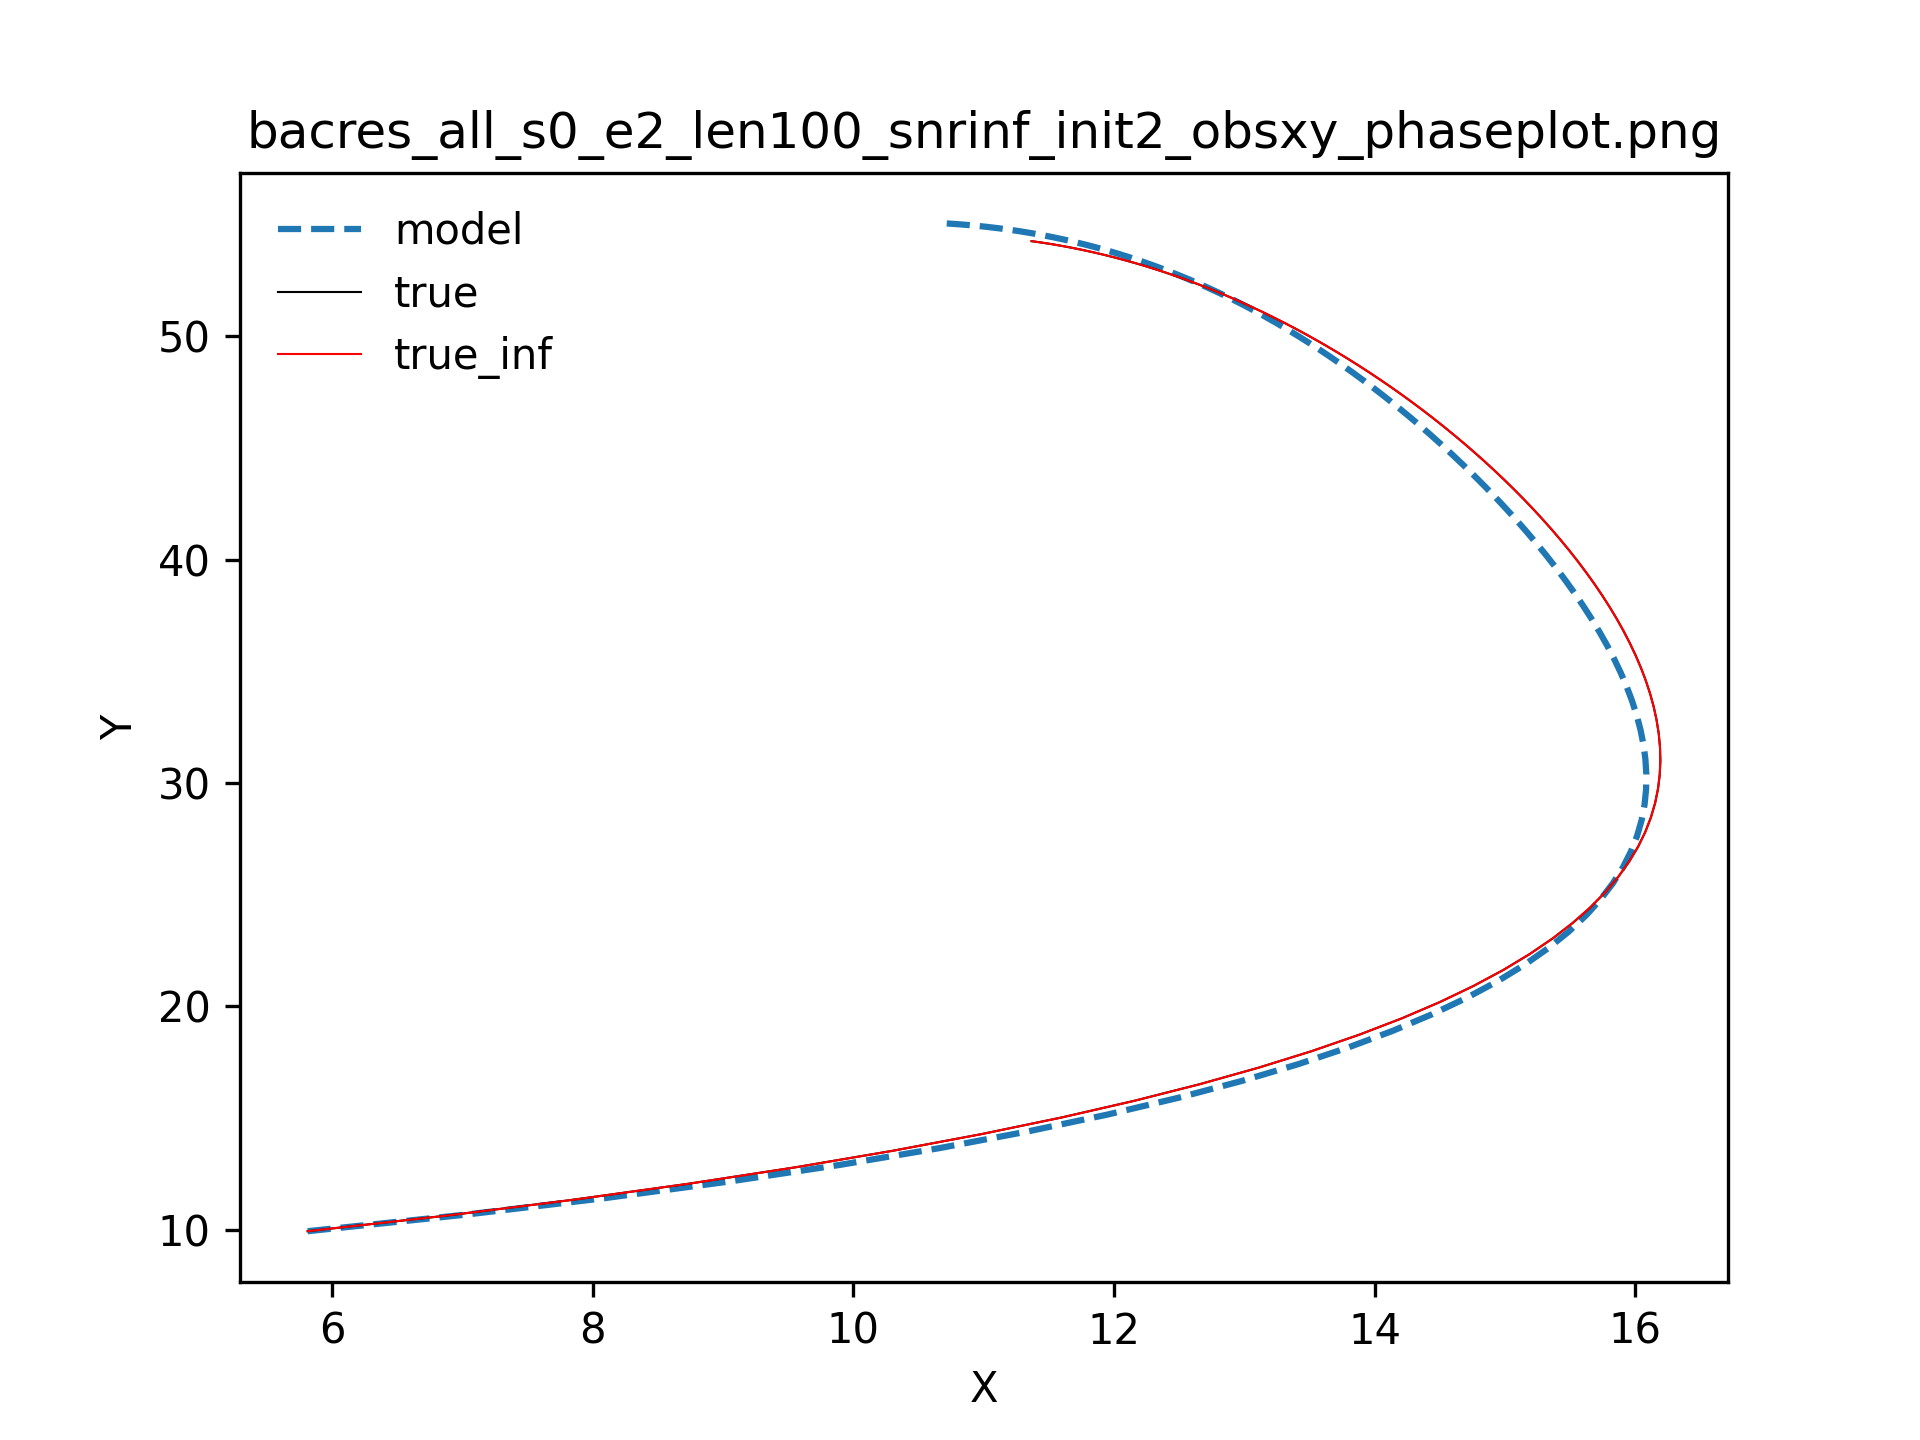 bacres_all_s0_e2_len100_snrinf_init2_obsxy_phaseplot.png
model
true
true_inf
50
40
30
20
10
Y
6 8 10 12 14 16
X